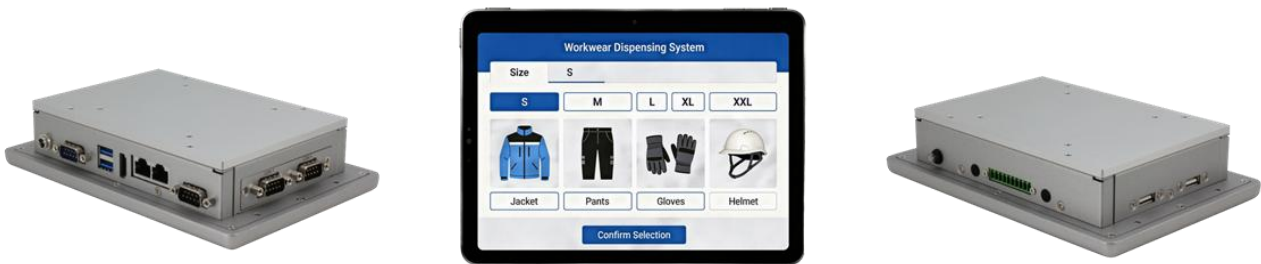 Workwear Dispensing System
Size S
S M L XL XXL
Jacket Pants Gloves Helmet
Confirm Selection